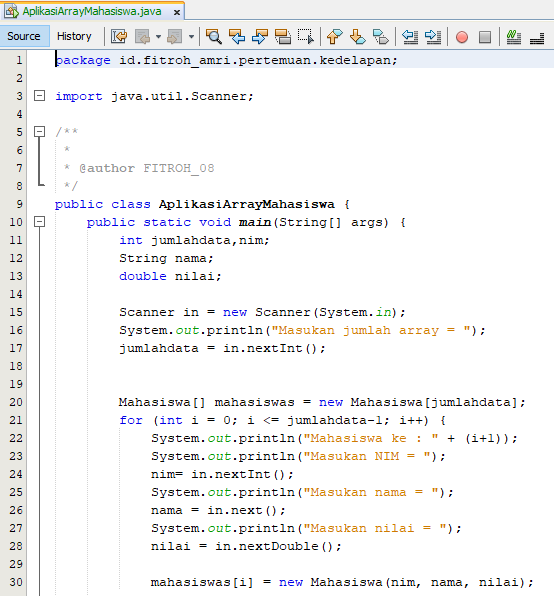 AplikasiArrayMahasiswa.java x
Source History
1 package id.fitroh_amri.pertemuan.kedelapan;
2
3 import java.util.Scanner;
4
5 /**
6 *
7 * @author FITROH_08
8 */
9 public class AplikasiArrayMahasiswa {
10 public static void main(String[] args) {
11 int jumlahdata,nim;
12 String nama;
13 double nilai;
14
15 Scanner in = new Scanner(System.in);
16 System.out.println("Masukan jumlah array = ");
17 jumlahdata = in.nextInt();
18
19
20 Mahasiswa[] mahasiswas = new Mahasiswa[jumlahdata];
21 for (int i = 0; i <= jumlahdata-1; i++) {
22 System.out.println("Mahasiswa ke : " + (i+1));
23 System.out.println("Masukan NIM = ");
24 nim= in.nextInt();
25 System.out.println("Masukan nama = ");
26 nama = in.next();
27 System.out.println("Masukan nilai = ");
28 nilai = in.nextDouble();
29
30 mahasiswas[i] = new Mahasiswa(nim, nama, nilai);